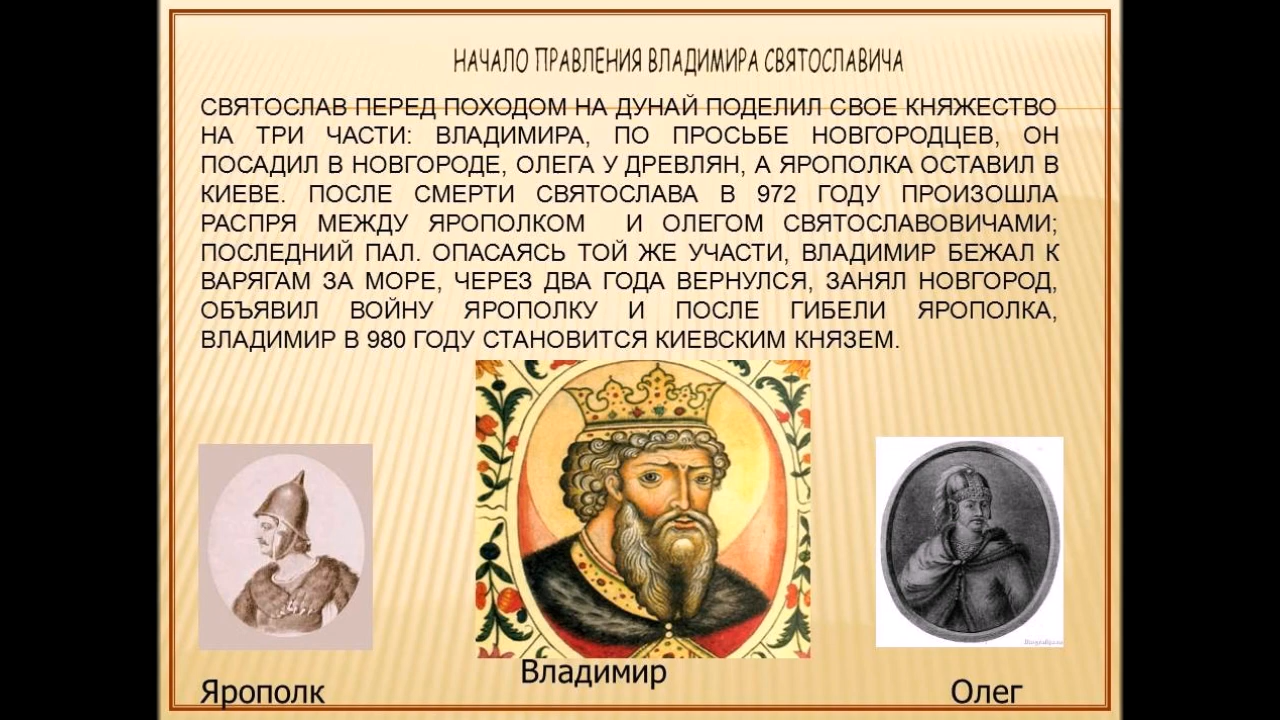 НАЧАЛО ПРАВЛЕНИЯ ВЛАДИМИРА СВЯТОСЛАВИЧА
СВЯТОСЛАВ ПЕРЕД ПОХОДОМ НА ДУНАЙ ПОДЕЛИЛ СВОЕ КНЯЖЕСТВО
НА ТРИ ЧАСТИ: ВЛАДИМИРА, ПО ПРОСЬБЕ НОВГОРОДЦЕВ, ОН
ПОСАДИЛ В НОВГОРОДЕ, ОЛЕГА У ДРЕВЛЯН, А ЯРОПОЛКА ОСТАВИЛ В
КИЕВЕ. ПОСЛЕ СМЕРТИ СВЯТОСЛАВА В 972 ГОДУ ПРОИЗОШЛА
РАСПРЯ МЕЖДУ ЯРОПОЛКОМ И ОЛЕГОМ СВЯТОСЛАВОВИЧАМИ;
ПОСЛЕДНИЙ ПАЛ. ОПАСАЯСЬ ТОЙ ЖЕ УЧАСТИ, ВЛАДИМИР БЕЖАЛ К
ВАРЯГАМ ЗА МОРЕ, ЧЕРЕЗ ДВА ГОДА ВЕРНУЛСЯ, ЗАНЯЛ НОВГОРОД,
ОБЪЯВИЛ ВОЙНУ ЯРОПОЛКУ И ПОСЛЕ ГИБЕЛИ ЯРОПОЛКА,
ВЛАДИМИР В 980 ГОДУ СТАНОВИТСЯ КИЕВСКИМ КНЯЗЕМ.
Владимир
Ярополк
Олег